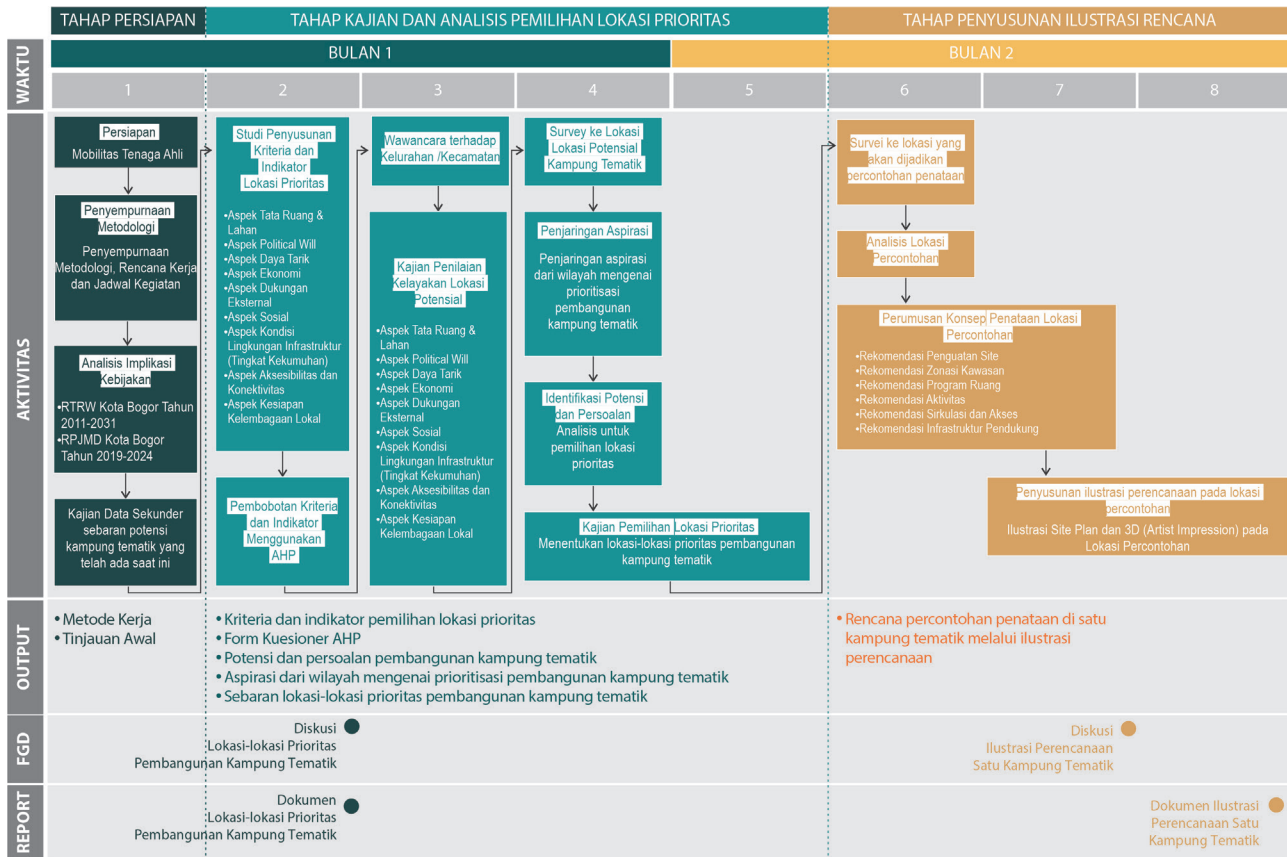 TAHAP PERSIAPAN
TAHAP KAJIAN DAN ANALISIS PEMILIHAN LOKASI PRIORITAS
TAHAP PENYUSUNAN ILUSTRASI RENCANA
WAKTU
BULAN 1
BULAN 2
1
2
3
4
5
6
7
8
AKTIVITAS
Persiapan
Mobilitas Tenaga Ahli
Penyempurnaan
Metodologi
Penyempurnaan
Metodologi, Rencana Kerja
dan Jadwal Kegiatan
Analisis Implikasi
Kebijakan
•RTRW Kota Bogor Tahun
2011-2031
•RPJMD Kota Bogor
Tahun 2019-2024
Kajian Data Sekunder
sebaran potensi
kampung tematik yang
telah ada saat ini
Studi Penyusunan
Kriteria dan
Indikator
Lokasi Prioritas
•Aspek Tata Ruang &
Lahan
•Aspek Political Will
•Aspek Daya Tarik
•Aspek Ekonomi
•Aspek Dukungan
Eksternal
•Aspek Sosial
•Aspek Kondisi
Lingkungan Infrastruktur
(Tingkat Kekumuhan)
•Aspek Aksesibilitas dan
Konektivitas
•Aspek Kesiapan
Kelembagaan Lokal
Pembobotan Kriteria
dan Indikator
Menggunakan
AHP
Wawancara terhadap
Kelurahan /Kecamatan
Kajian Penilaian
Kelayakan Lokasi
Potensial
•Aspek Tata Ruang &
Lahan
•Aspek Political Will
•Aspek Daya Tarik
•Aspek Ekonomi
•Aspek Dukungan
Eksternal
•Aspek Sosial
•Aspek Kondisi
Lingkungan Infrastruktur
(Tingkat Kekumuhan)
•Aspek Aksesibilitas dan
Konektivitas
•Aspek Kesiapan
Kelembagaan Lokal
Survey ke Lokasi
Lokasi Potensial
Kampung Tematik
Penjaringan Aspirasi
Penjaringan aspirasi
dari wilayah mengenai
prioritisasi
pembangunan
kampung tematik
Identifikasi Potensi
dan Persoalan
Analisis untuk
pemilihan lokasi
prioritas
Kajian Pemilihan Lokasi Prioritas
Menentukan lokasi-lokasi prioritas pembangunan
kampung tematik
Survei ke lokasi yang
akan dijadikan
percontohan penataan
Analisis Lokasi
Percontohan
Perumusan Konsep Penataan Lokasi
Percontohan
•Rekomendasi Penguatan Site
•Rekomendasi Zonasi Kawasan
•Rekomendasi Program Ruang
•Rekomendasi Aktivitas
•Rekomendasi Sirkulasi dan Akses
•Rekomendasi Infrastruktur Pendukung
Penyusunan ilustrasi perencanaan pada lokasi
percontohan
Ilustrasi Site Plan dan 3D (Artist Impression) pada
Lokasi Percontohan
OUTPUT
• Metode Kerja
• Tinjauan Awal
• Kriteria dan indikator pemilihan lokasi prioritas
• Form Kuesioner AHP
• Potensi dan persoalan pembangunan kampung tematik
• Aspirasi dari wilayah mengenai prioritisasi pembangunan kampung tematik
• Sebaran lokasi-lokasi prioritas pembangunan kampung tematik
• Rencana percontohan penataan di satu
kampung tematik melalui ilustrasi
perencanaan
FGD
Diskusi
Lokasi-lokasi Prioritas
Pembangunan Kampung Tematik
Diskusi
Ilustrasi Perencanaan
Satu Kampung Tematik
REPORT
Dokumen
Lokasi-lokasi Prioritas
Pembangunan Kampung Tematik
Dokumen Ilustrasi
Perencanaan Satu
Kampung Tematik